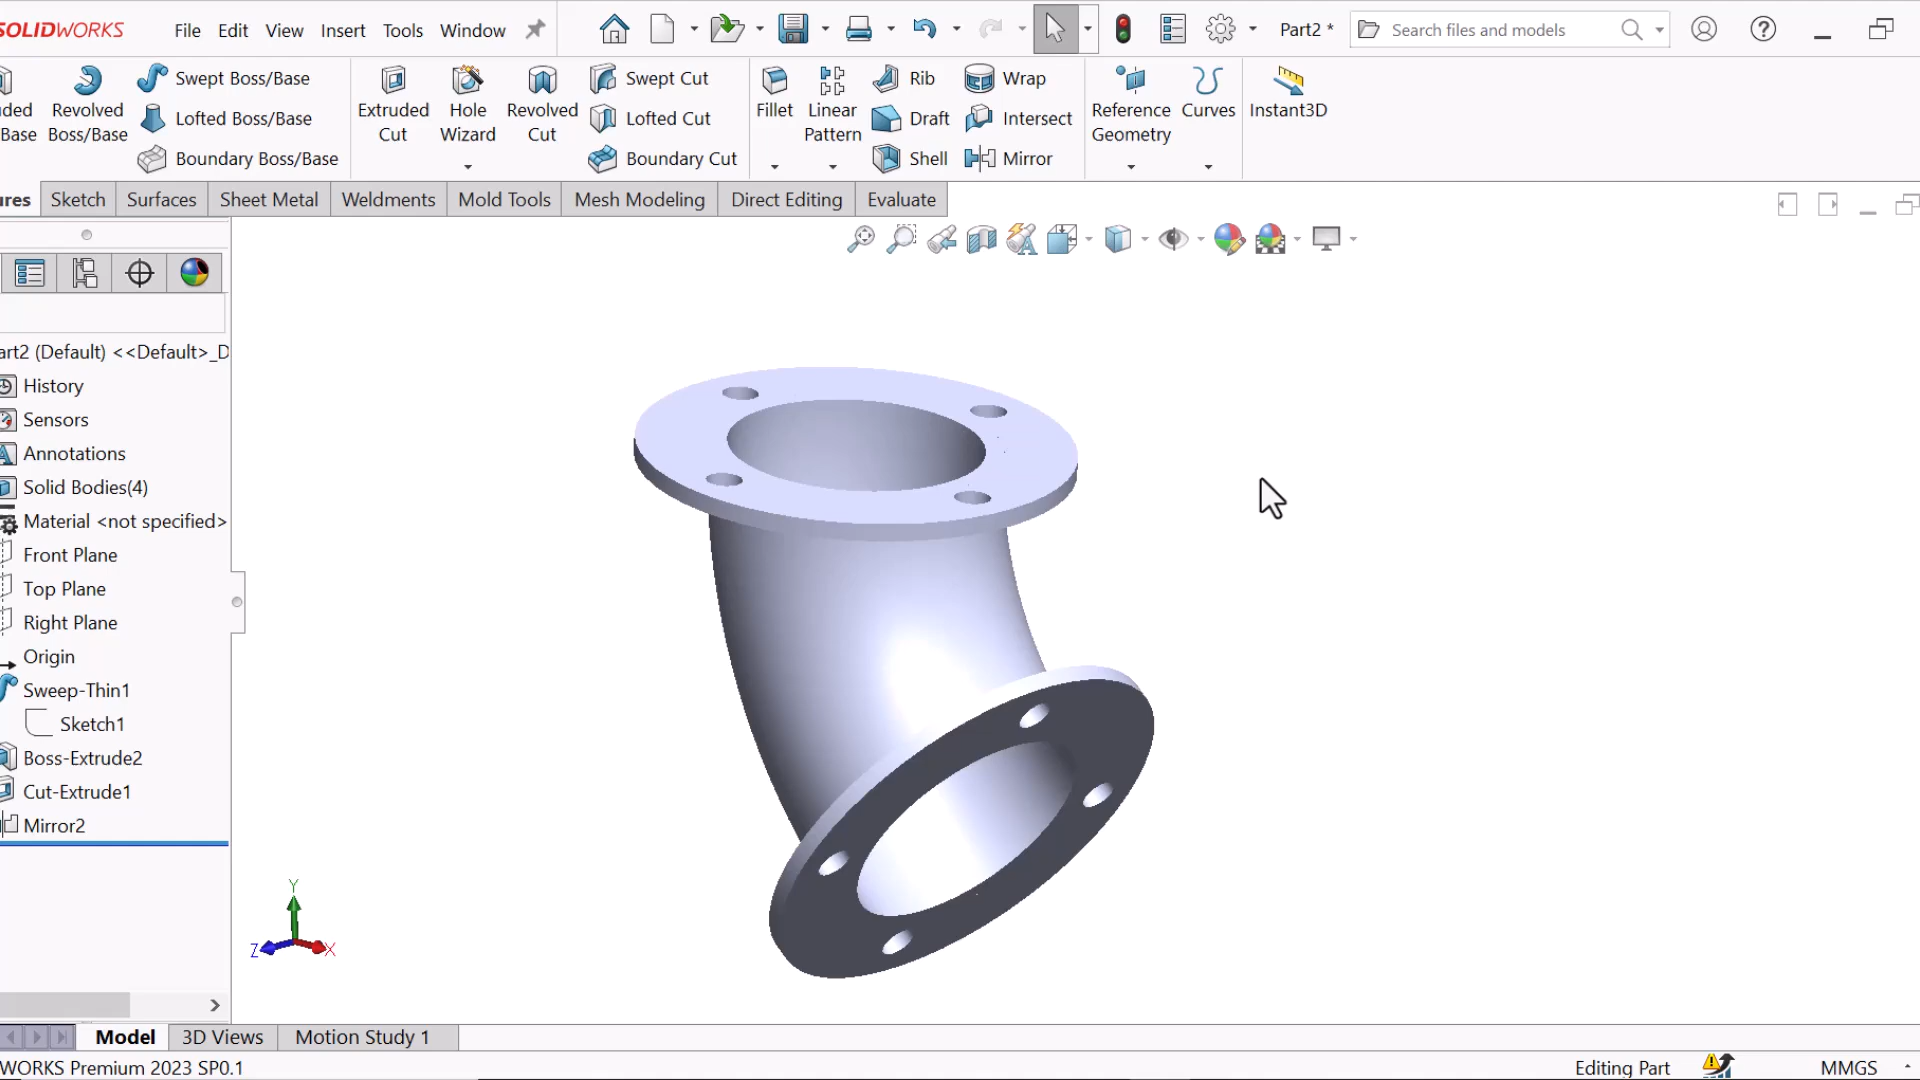 SOLIDWORKS File Edit View Insert Tools Window Part2 * Search files and models
Swept Boss/Base Swept Cut Rib Wrap
ded Revolved Lofted Boss/Base Extruded Hole Revolved Lofted Cut Fillet Linear Draft Intersect Reference Curves Instant3D
Base Boss/Base Cut Wizard Cut Pattern Geometry
Boundary Boss/Base Boundary Cut Shell Mirror
res Sketch Surfaces Sheet Metal Weldments Mold Tools Mesh Modeling Direct Editing Evaluate
art2 (Default) <<Default>_D
History
Sensors
Annotations
Solid Bodies(4)
Material <not specified>
Front Plane
Top Plane
Right Plane
Origin
Sweep-Thin1
Sketch1
Boss-Extrude2
Cut-Extrude1
Mirror2
Y
Z X
Model 3D Views Motion Study 1
WORKS Premium 2023 SP0.1 Editing Part MMGS